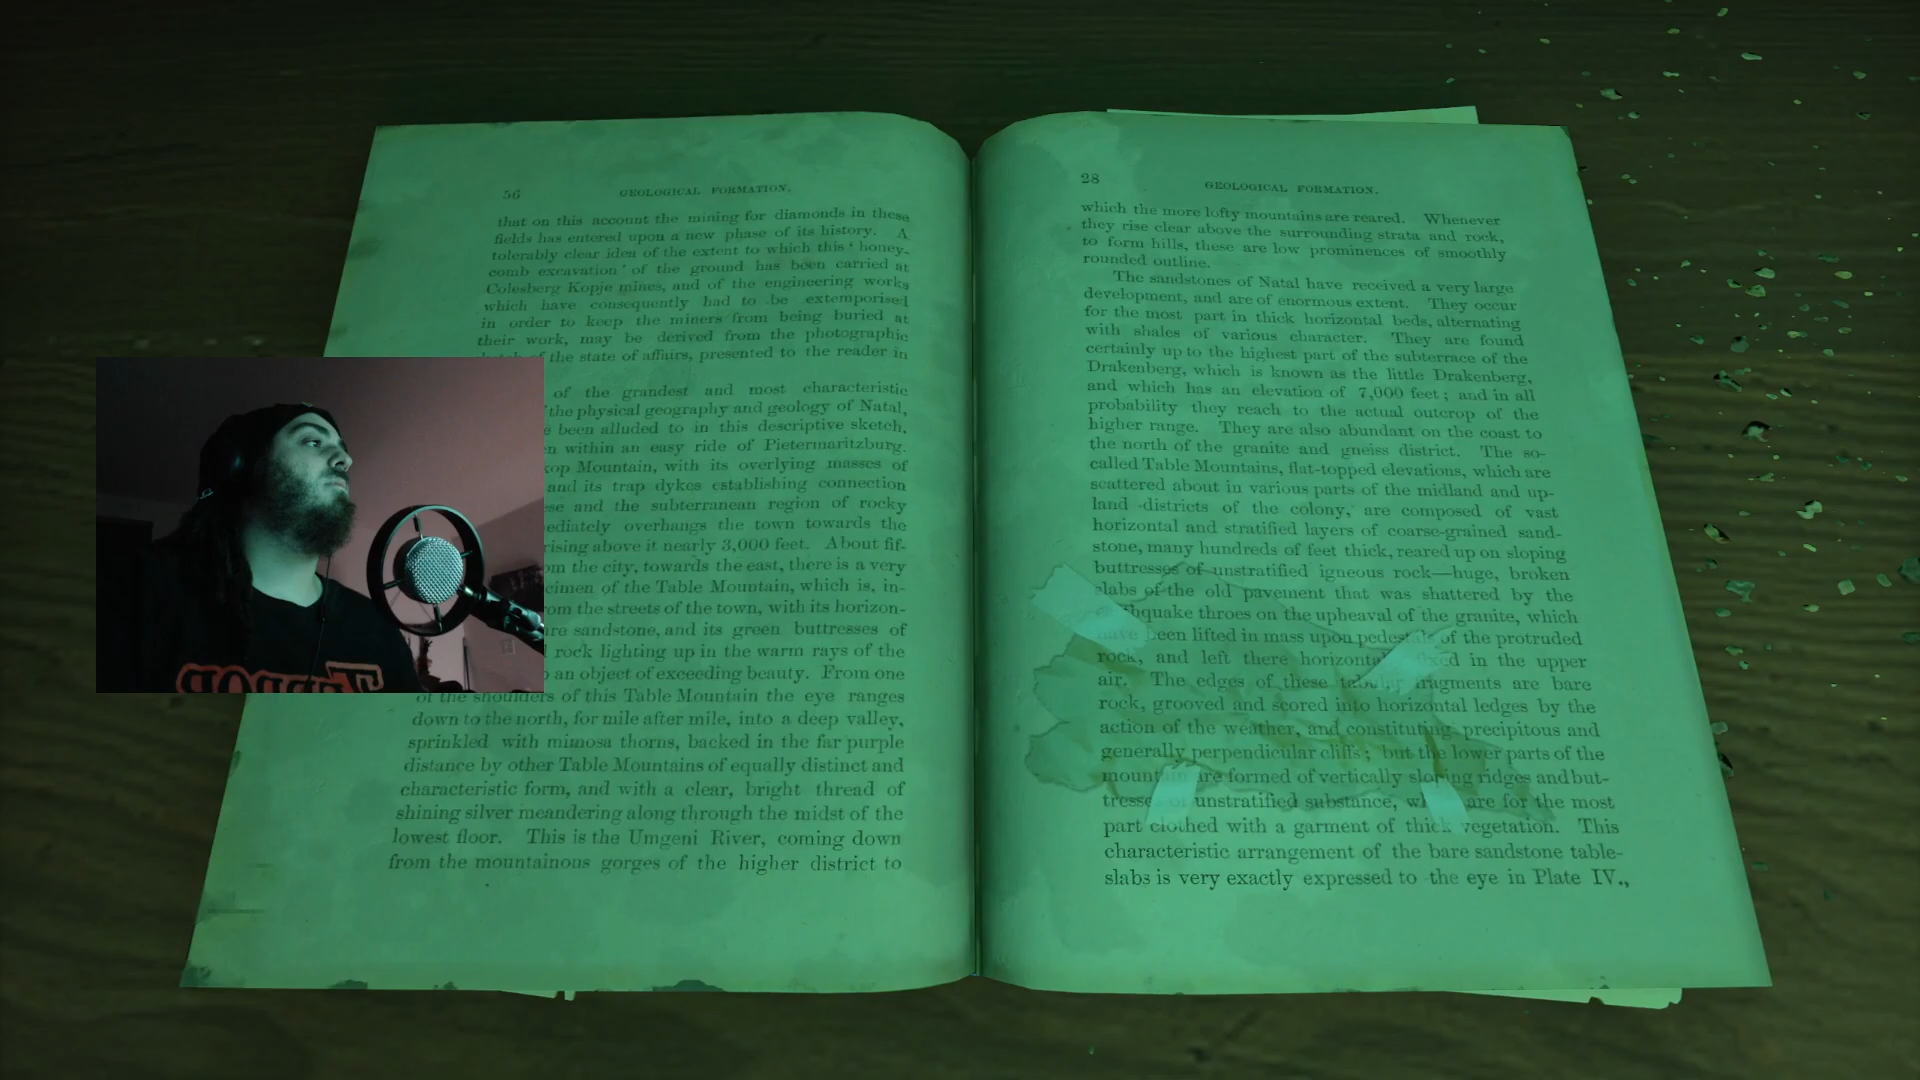 56
GEOLOGICAL FORMATION.
that on this account the mining for diamonds in these
fields has entered upon a new phase of its history. A
tolerably clear idea of the extent to which this ' honey-
comb excavation ' of the ground has been carried at
Colesberg Kopje mines, and of the engineering works
which have consequently had to be extemporised
in order to keep the miners from being buried at
their work, may be derived from the photographic
of the state of affairs, presented to the reader in
of the grandest and most characteristic
the physical geography and geology of Natal,
been alluded to in this descriptive sketch,
within an easy ride of Pietermaritzburg.
Mountain, with its overlying masses of
and its trap dykes establishing connection
and the subterranean region of rocky
overhangs the town towards the
rising above it nearly 3,000 feet. About fif-
the city, towards the east, there is a very
of the Table Mountain, which is, in-
the streets of the town, with its horizon-
sandstone, and its green buttresses of
rock lighting up in the warm rays of the
an object of exceeding beauty. From one
of the shoulders of this Table Mountain the eye ranges
down to the north, for mile after mile, into a deep valley,
sprinkled with mimosa thorns, backed in the far purple
distance by other Table Mountains of equally distinct and
characteristic form, and with a clear, bright thread of
shining silver meandering along through the midst of the
lowest floor. This is the Umgeni River, coming down
from the mountainous gorges of the higher district to
28
GEOLOGICAL FORMATION.
which the more lofty mountains are reared. Whenever
they rise clear above the surrounding strata and rock,
to form hills, these are low prominences of smoothly
rounded outline.
The sandstones of Natal have received a very large
development, and are of enormous extent. They occur
for the most part in thick horizontal beds, alternating
with shales of various character. They are found
certainly up to the highest part of the subterrace of the
Drakenberg, which is known as the little Drakenberg,
and which has an elevation of 7,000 feet ; and in all
probability they reach to the actual outcrop of the
higher range. They are also abundant on the coast to
the north of the granite and gneiss district. The so-
called Table Mountains, flat-topped elevations, which are
scattered about in various parts of the midland and up-
land districts of the colony, are composed of vast
horizontal and stratified layers of coarse-grained sand-
stone, many hundreds of feet thick, reared up on sloping
buttresses of unstratified igneous rock—huge, broken
slabs of the old pavement that was shattered by the
throes on the upheaval of the granite, which
have been lifted in mass upon pedestals of the protruded
rock, and left there horizontally fixed in the upper
air. The edges of these tabular fragments are bare
rock, grooved and scored into horizontal ledges by the
action of the weather, and constituting precipitous and
generally perpendicular cliffs ; but the lower parts of the
mountain are formed of vertically sloping ridges and but-
tresses of unstratified substance, are for the most
part clothed with a garment of thick vegetation. This
characteristic arrangement of the bare sandstone table-
slabs is very exactly expressed to the eye in Plate IV.,